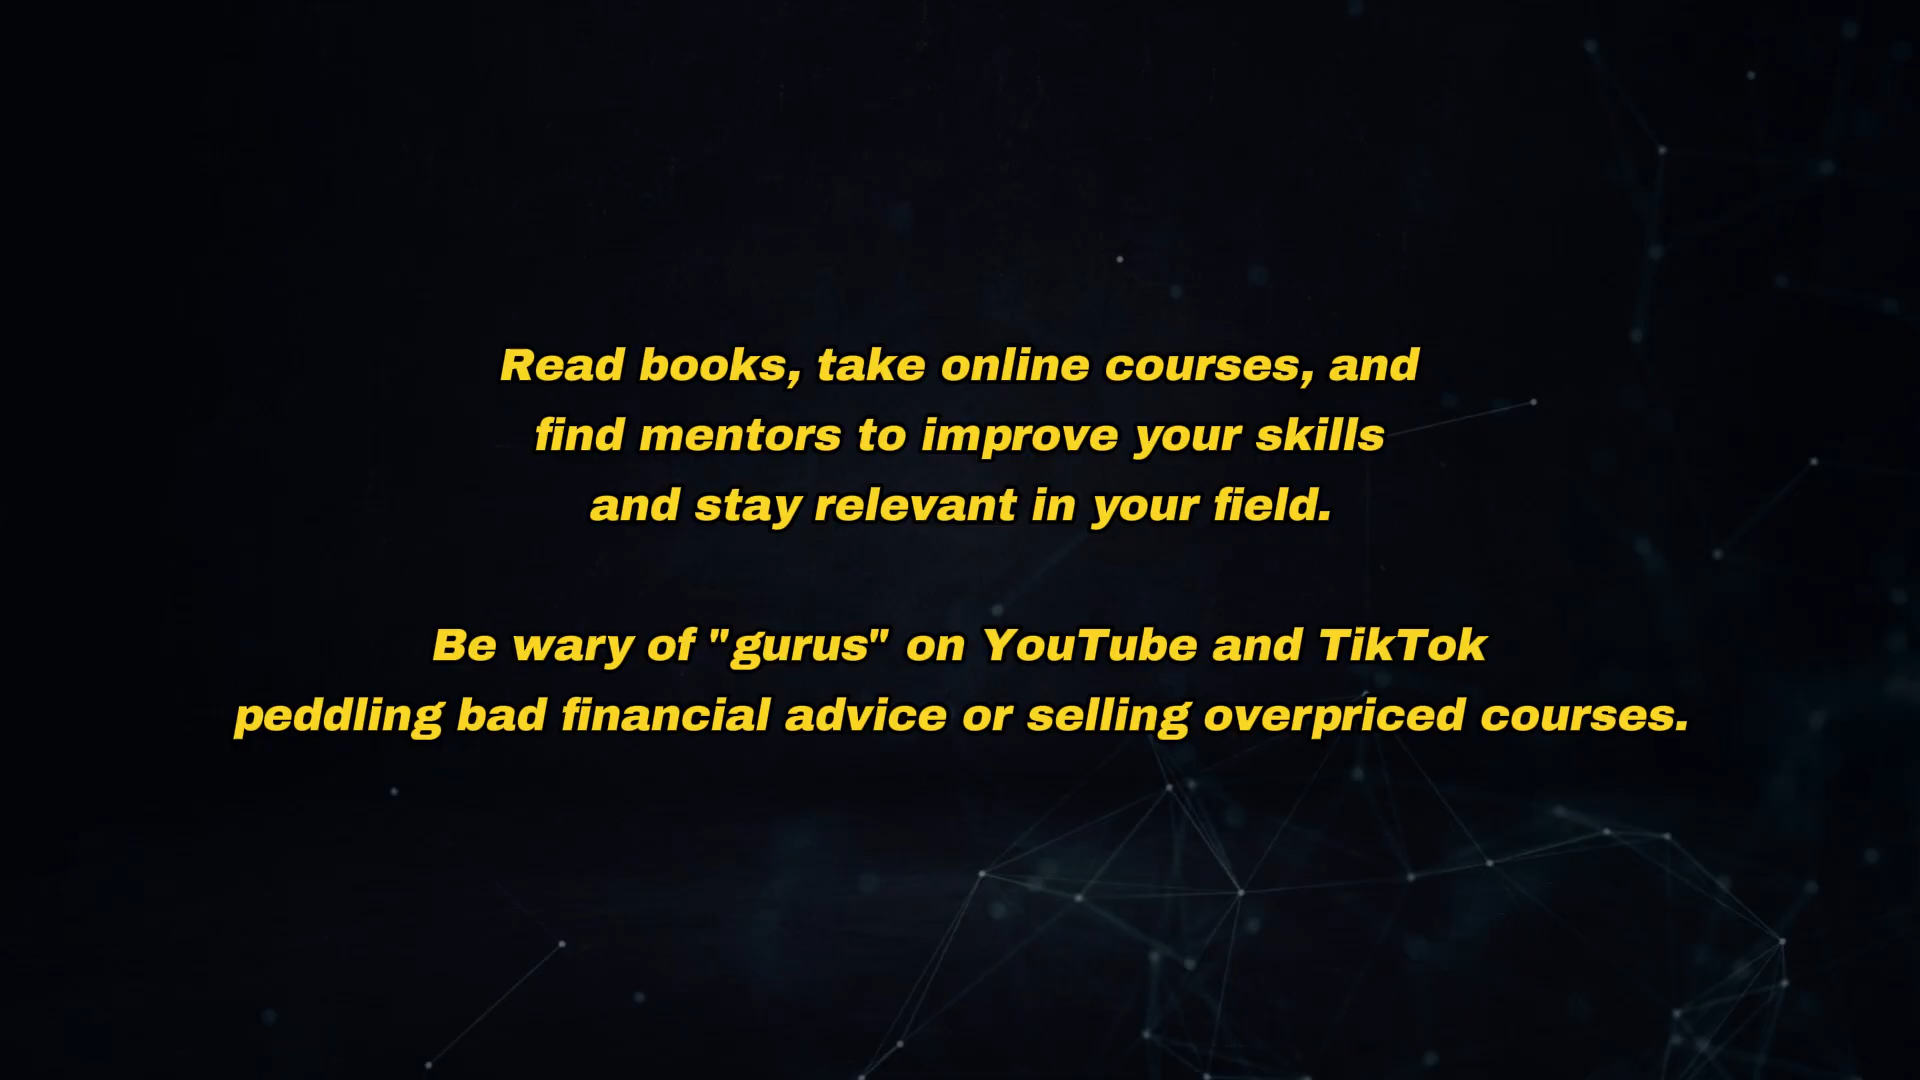 Read books, take online courses, and
find mentors to improve your skills
and stay relevant in your field.
Be wary of "gurus" on YouTube and TikTok
peddling bad financial advice or selling overpriced courses.